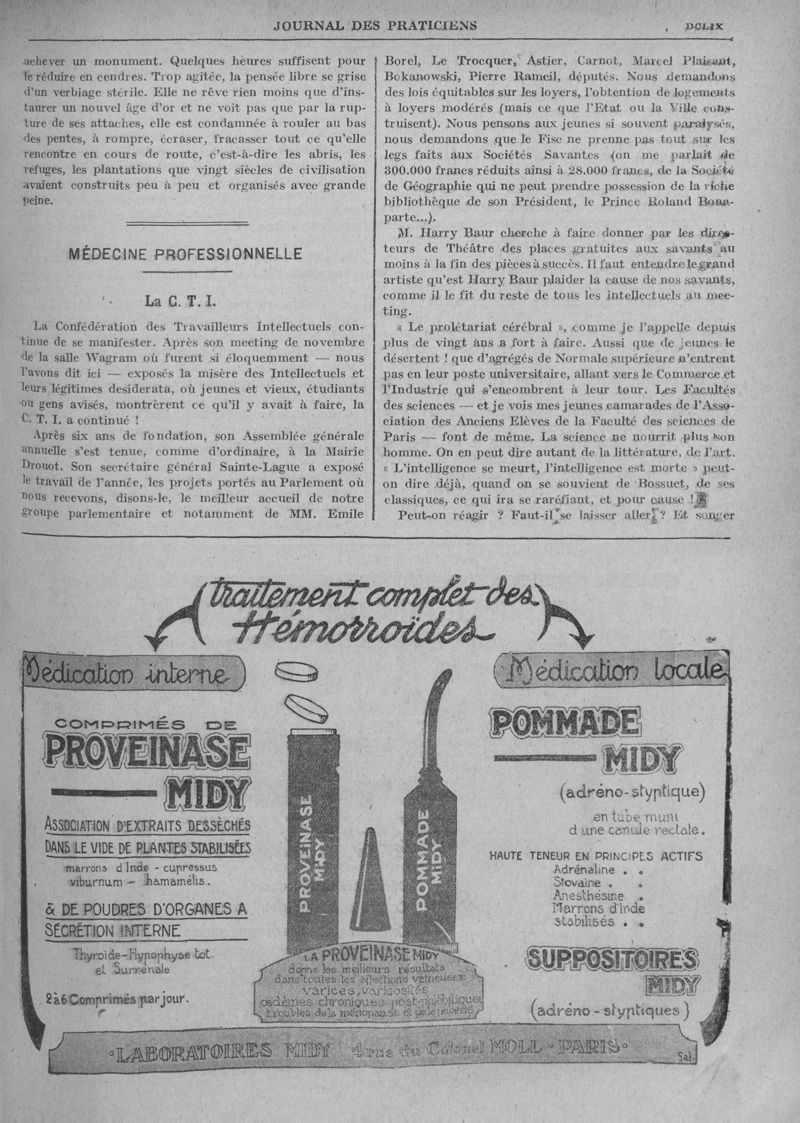 JOURNAL DES PRATICIENS
DCLIX
achever un monument. Quelques heures suffisent pour
le réduire en cendres. Trop agitée, la pensée libre se grise
d'un verbiage stérile. Elle ne rêve rien moins que d'ins-
taurer un nouvel âge d'or et ne voit pas que par la rup-
ture de ses attaches, elle est condamnée à rouler au bas
des pentes, à rompre, écraser, fracasser tout ce qu'elle
rencontre en cours de route, c'est-à-dire les abris, les
refuges, les plantations que vingt siècles de civilisation
avaient construits peu à peu et organisés avec grande
peine.
MÉDECINE PROFESSIONNELLE
La C. T. I.
La Confédération des Travailleurs Intellectuels con-
tinue de se manifester. Après son meeting de novembre
de la salle Wagram où furent si éloquemment — nous
l'avons dit ici — exposés la misère des Intellectuels et
leurs légitimes desiderata, où jeunes et vieux, étudiants
ou gens avisés, montrèrent ce qu'il y avait à faire, la
C. T. I. a continué !
Après six ans de fondation, son Assemblée générale
annuelle s'est tenue, comme d'ordinaire, à la Mairie
Drouot. Son secrétaire général Sainte-Lague a exposé
le travail de l'année, les projets portés au Parlement où
nous recevons, disons-le, le meilleur accueil de notre
groupe parlementaire et notamment de MM. Emile
Borel, Le Trocquer, Astier, Carnot, Marcel Plaisant,
Bokanowski, Pierre Rameil, députés. Nous demandons
des lois équitables sur les loyers, l'obtention de logements
à loyers modérés (mais ce que l'Etat ou la Ville cons-
truisent). Nous pensons aux jeunes si souvent paralysés,
nous demandons que le Fisc ne prenne pas tout sur les
legs faits aux Sociétés Savantes (on me parlait de
300.000 francs réduits ainsi à 28.000 francs, de la Société
de Géographie qui ne peut prendre possession de la riche
bibliothèque de son Président, le Prince Roland Bona-
parte...).
M. Harry Baur cherche à faire donner par les direc-
teurs de Théâtre des places gratuites aux savants au
moins à la fin des pièces à succès. Il faut entendre le grand
artiste qu'est Harry Baur plaider la cause de nos savants,
comme il le fit du reste de tous les intellectuels au mee-
ting.
« Le prolétariat cérébral », comme je l'appelle depuis
plus de vingt ans a fort à faire. Aussi que de jeunes le
désertent ! que d'agrégés de Normale supérieure n'entrent
pas en leur poste universitaire, allant vers le Commerce et
l'Industrie qui s'encombrent à leur tour. Les Facultés
des sciences — et je vois mes jeunes camarades de l'Asso-
ciation des Anciens Elèves de la Faculté des sciences de
Paris — font de même. La science ne nourrit plus son
homme. On en peut dire autant de la littérature, de l'art.
« L'intelligence se meurt, l'intelligence est morte » peut-
on dire déjà, quand on se souvient de Bossuet, de ses
classiques, ce qui ira se raréfiant, et pour cause !
Peut-on réagir ? Faut-il se laisser aller ? Et songer
Traitement complet des
Hémorroïdes
Médication interne
COMPRIMÉS DE
PROVEINASE
MIDY
ASSOCIATION D'EXTRAITS DESSÉCHÉS
DANS LE VIDE DE PLANTES STABILISÉES
marrons d'Inde - cupressus
viburnum - hamamélis.
& DE POUDRES D'ORGANES A
SÉCRÉTION INTERNE
Thyroïde-Hypophyse tot.
et Surrénale
2 à 6 Comprimés par jour.
PROVEINASE
MIDY
POMMADE
MIDY
LA PROVEINASE MIDY
donne les meilleurs résultats
dans toutes les affections veineuses:
varices, varicosités
œdèmes chroniques post-phlébitiques
troubles de la ménopause et de la puberté
Médication locale
POMMADE
MIDY
(adréno-styptique)
en tube muni
d'une canule rectale.
HAUTE TENEUR EN PRINCIPES ACTIFS
Adrénaline . .
Stovaïne . .
Anesthésine .
Marrons d'Inde
stabilisés . .
SUPPOSITOIRES
MIDY
(adréno-styptiques)
LABORATOIRES MIDY 4 rue du Colonel MOLL - PARIS